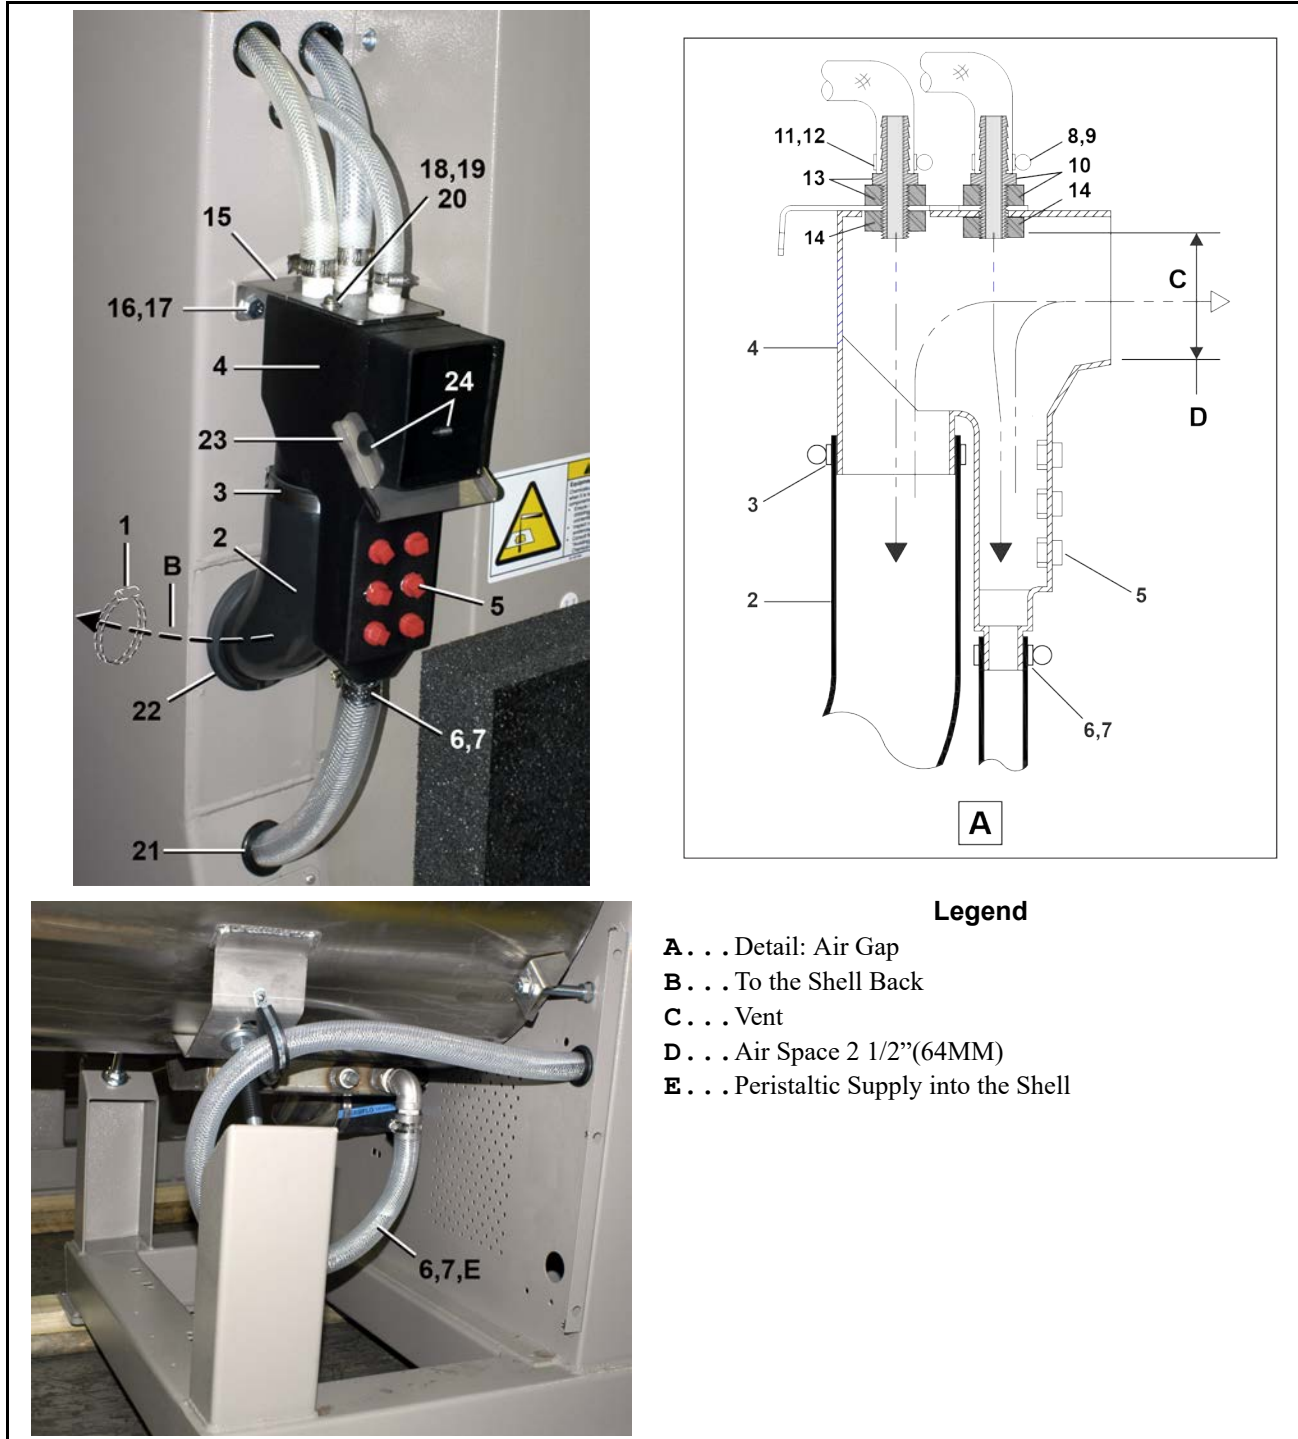 18,19
20
15
16,17
4
24
23
3
1
B
2
5
22
6,7
21
11,12
8,9
13
10
14
14
C
4
D
3
2
5
6,7
A
6,7,E
Legend
A...Detail: Air Gap
B...To the Shell Back
C...Vent
D...Air Space 2 1/2”(64MM)
E...Peristaltic Supply into the Shell